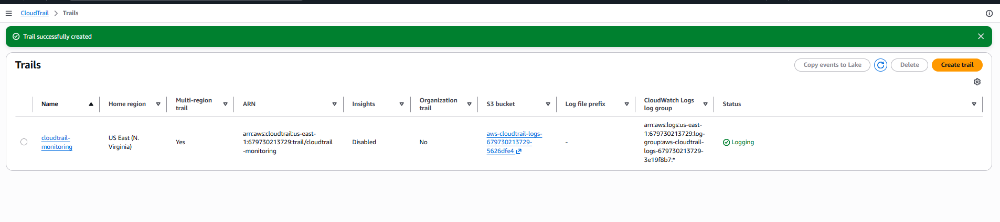 CloudTrail > Trails
Trail successfully created
Trails
Copy events to Lake
Delete
Create trail
Name
Home region
Multi-region
trail
ARN
Insights
Organization
trail
S3 bucket
Log file prefix
CloudWatch Logs
log group
Status
cloudtrail-
monitoring
US East (N.
Virginia)
Yes
arn:aws:cloudtrail:us-east-
1:679730213729:trail/cloudtrail
-monitoring
Disabled
No
aws-cloudtrail-logs-
679730213729-
5626dfe4
-
arn:aws:logs:us-east-
1:679730213729:log-
group:aws-cloudtrail-
logs-679730213729-
3e19f8b7:*
Logging